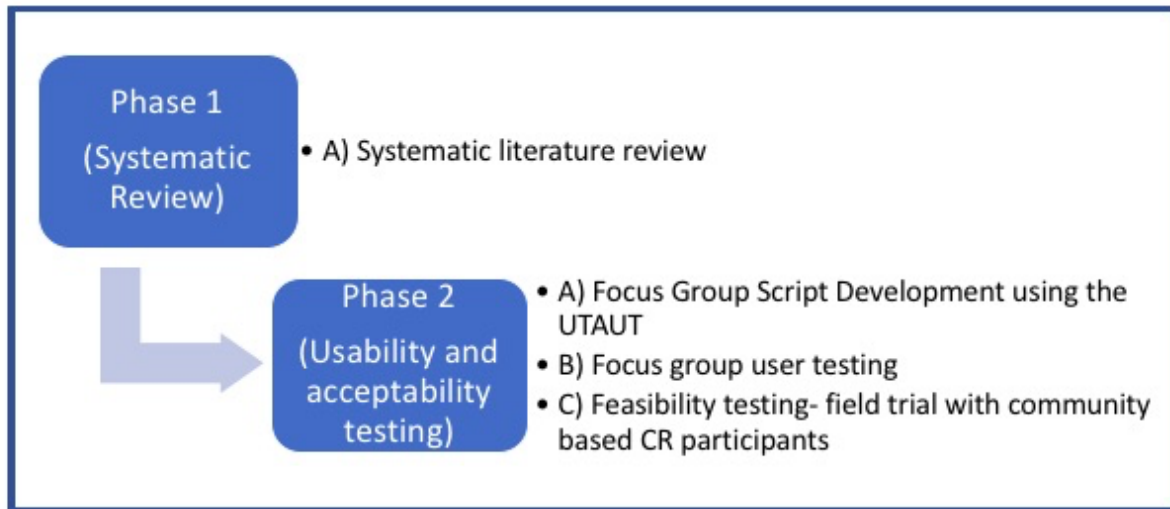 Phase 1
(Systematic
Review)
• A) Systematic literature review
Phase 2
(Usability and
acceptability
testing)
• A) Focus Group Script Development using the
UTAUT
• B) Focus group user testing
• C) Feasibility testing- field trial with community
based CR participants